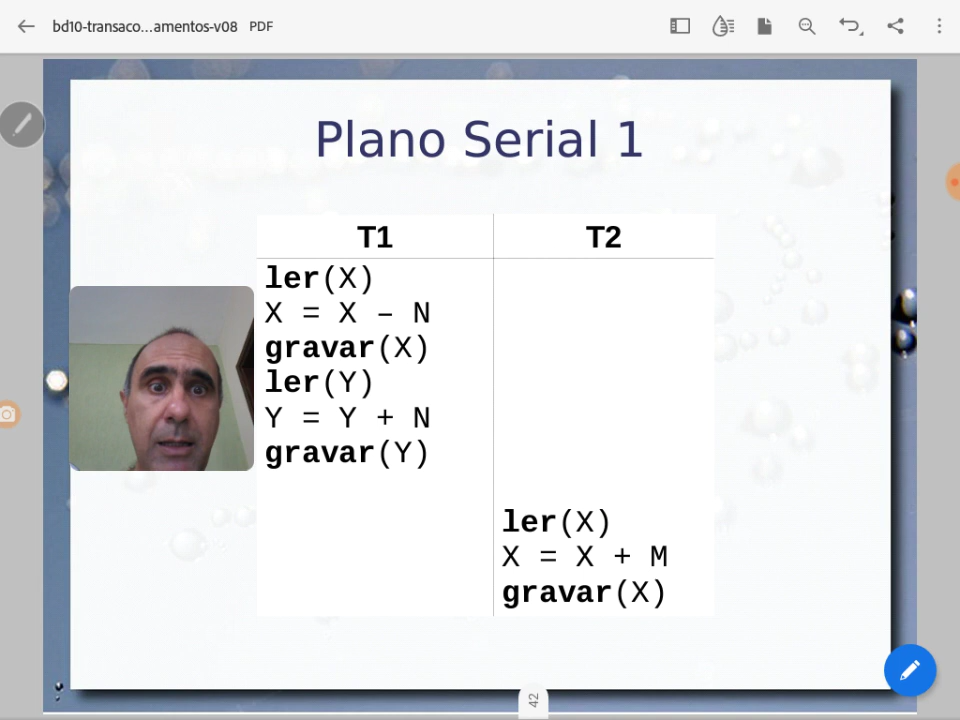 bd10-transaco...amentos-v08 PDF
Plano Serial 1
T1 T2
ler(X)
X = X – N
gravar(X)
ler(Y)
Y = Y + N
gravar(Y)
ler(X)
X = X + M
gravar(X)
42